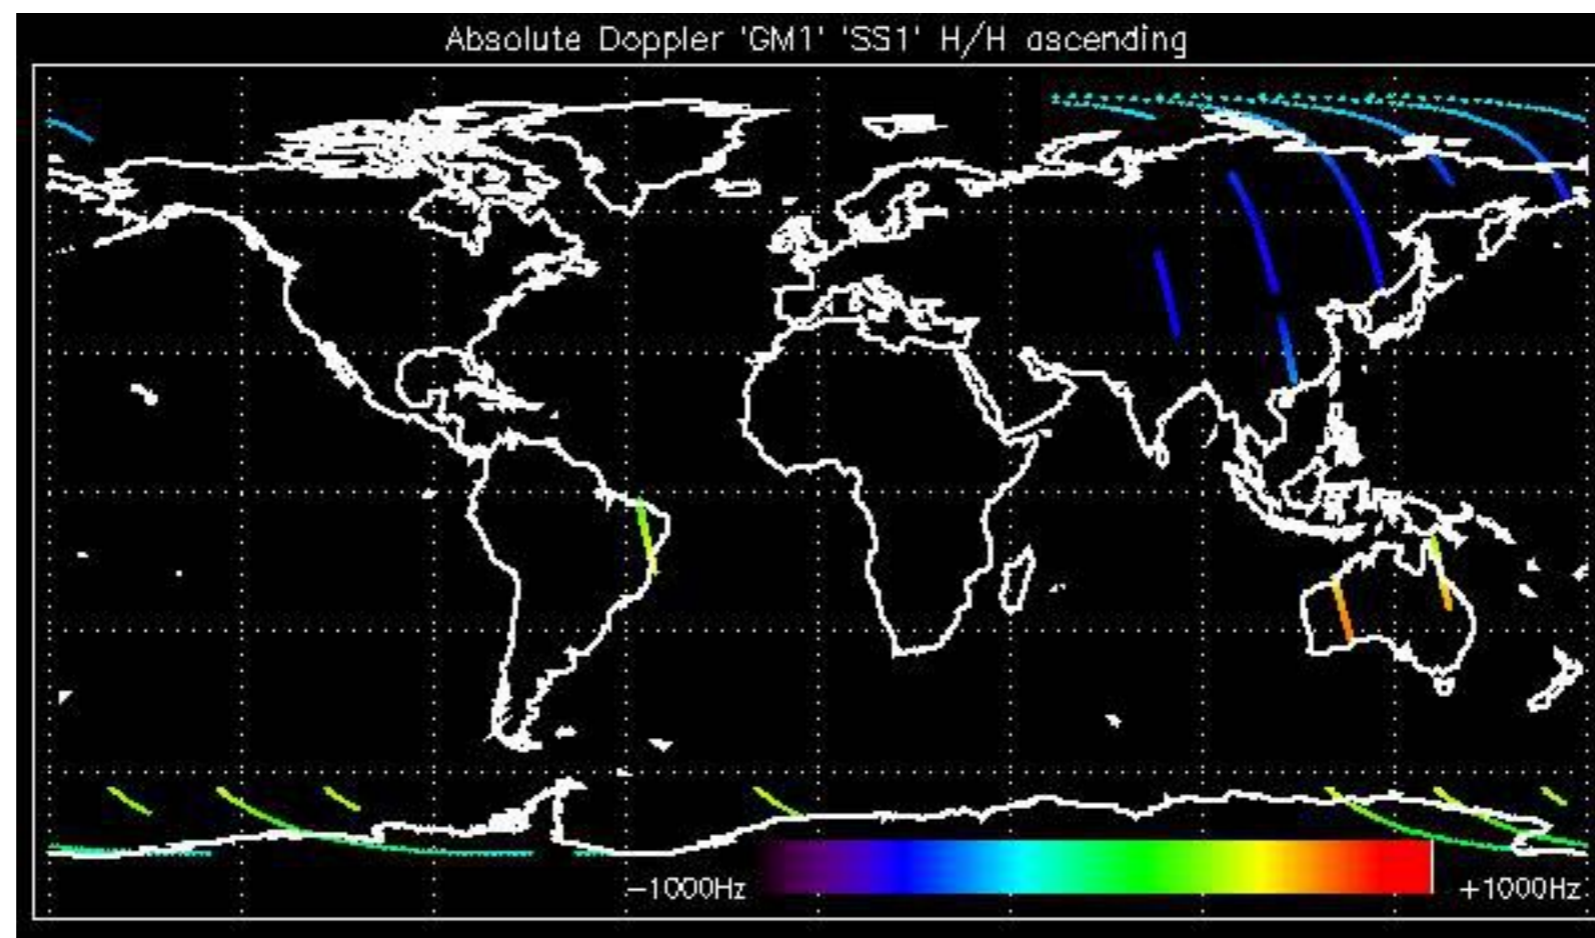 Absolute Doppler 'GM1' 'SS1' H/H ascending
−1000Hz
+1000Hz